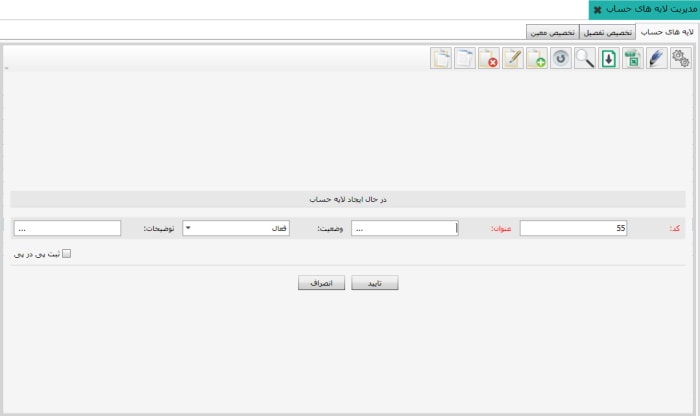 مدیریت لایه های حساب
لایه های حساب تخصیص تفصیل تخصیص معین
در حال ایجاد لایه حساب
کد: 55 عنوان: ... وضعیت: فعال توضیحات: ...
ثبت پی در پی
تایید انصراف